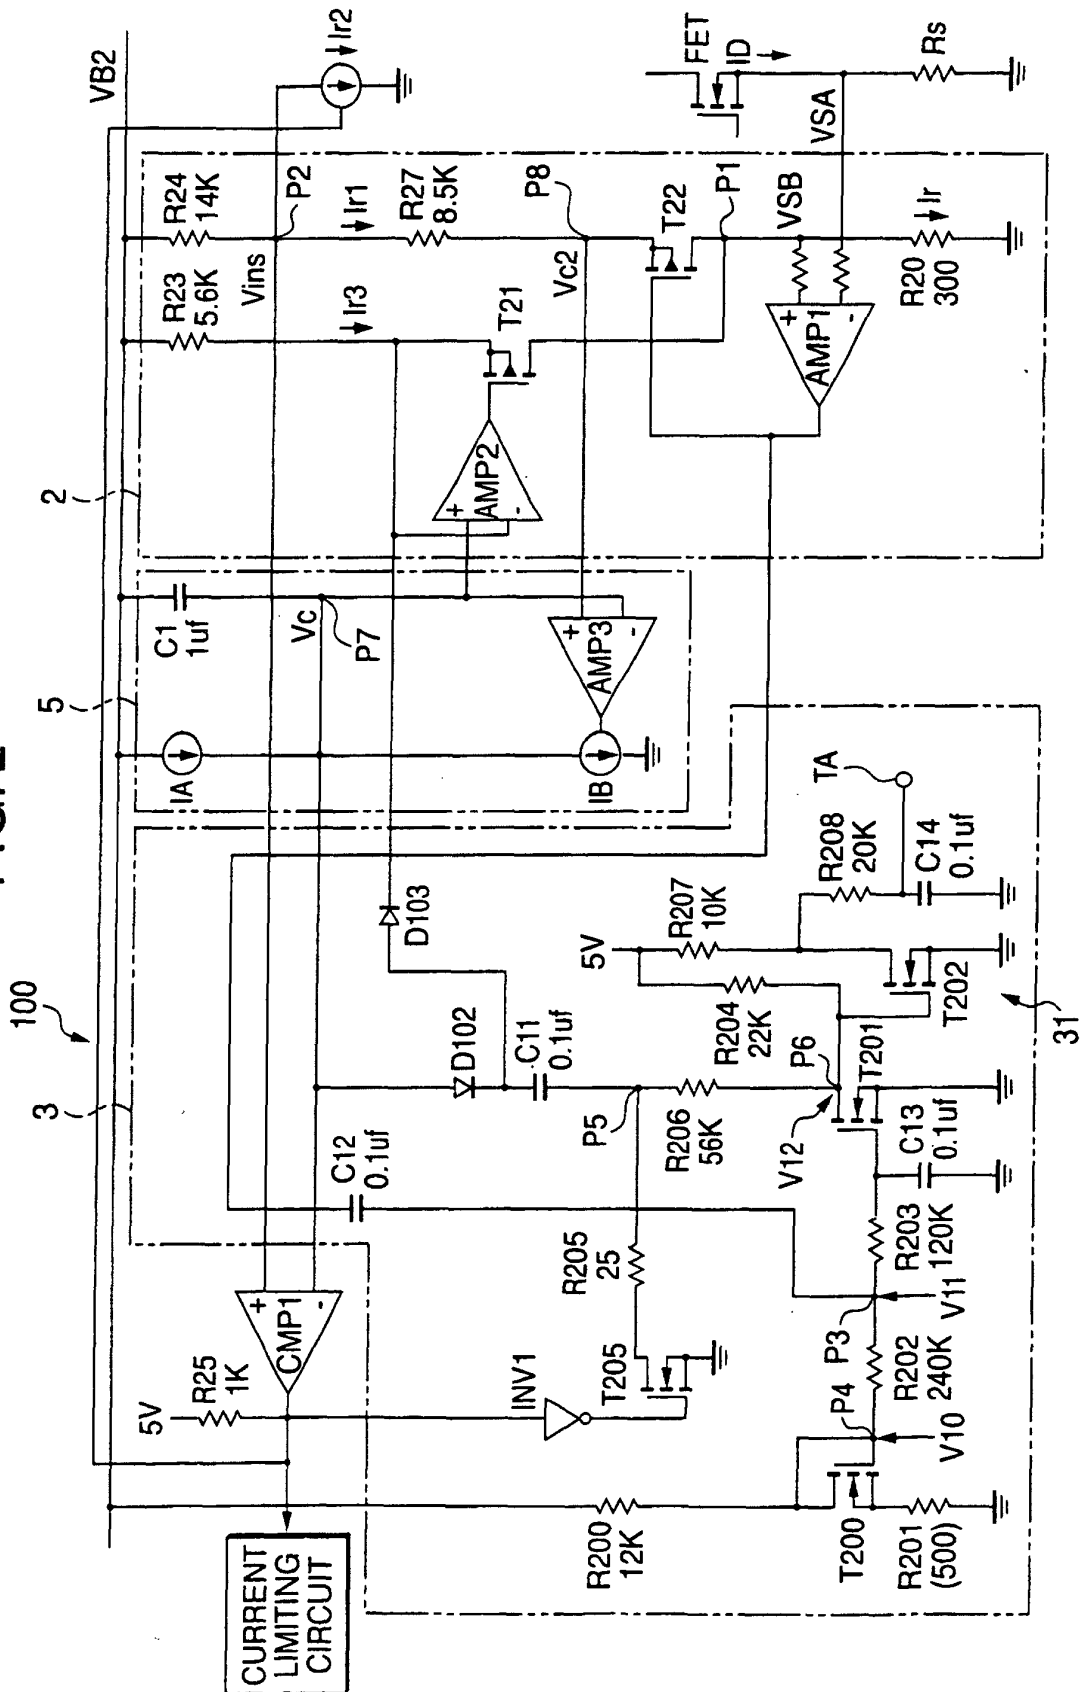 FIG. 2
100
VB2
Ir2
3
5
2
R24
14K
R23
5.6K
P2
Vins
Ir1
Ir3
R27
8.5K
P8
Vc2
T22
T21
P1
FET
ID
VSA
VSB
Rs
Ir
R20
300
+
-
AMP1
+
-
AMP2
C1
1uf
Vc
P7
+
-
AMP3
IA
IB
D103
D102
C11
0.1uf
C12
0.1uf
P5
5V
R207
10K
R204
22K
R208
20K
TA
C14
0.1uf
R206
56K
P6
V12
T201
T202
31
C13
0.1uf
R205
25
R203
120K
P3
V11
R202
240K
P4
V10
+
-
CMP1
5V
R25
1K
INV1
T205
R200
12K
T200
R201
(500)
CURRENT
LIMITING
CIRCUIT